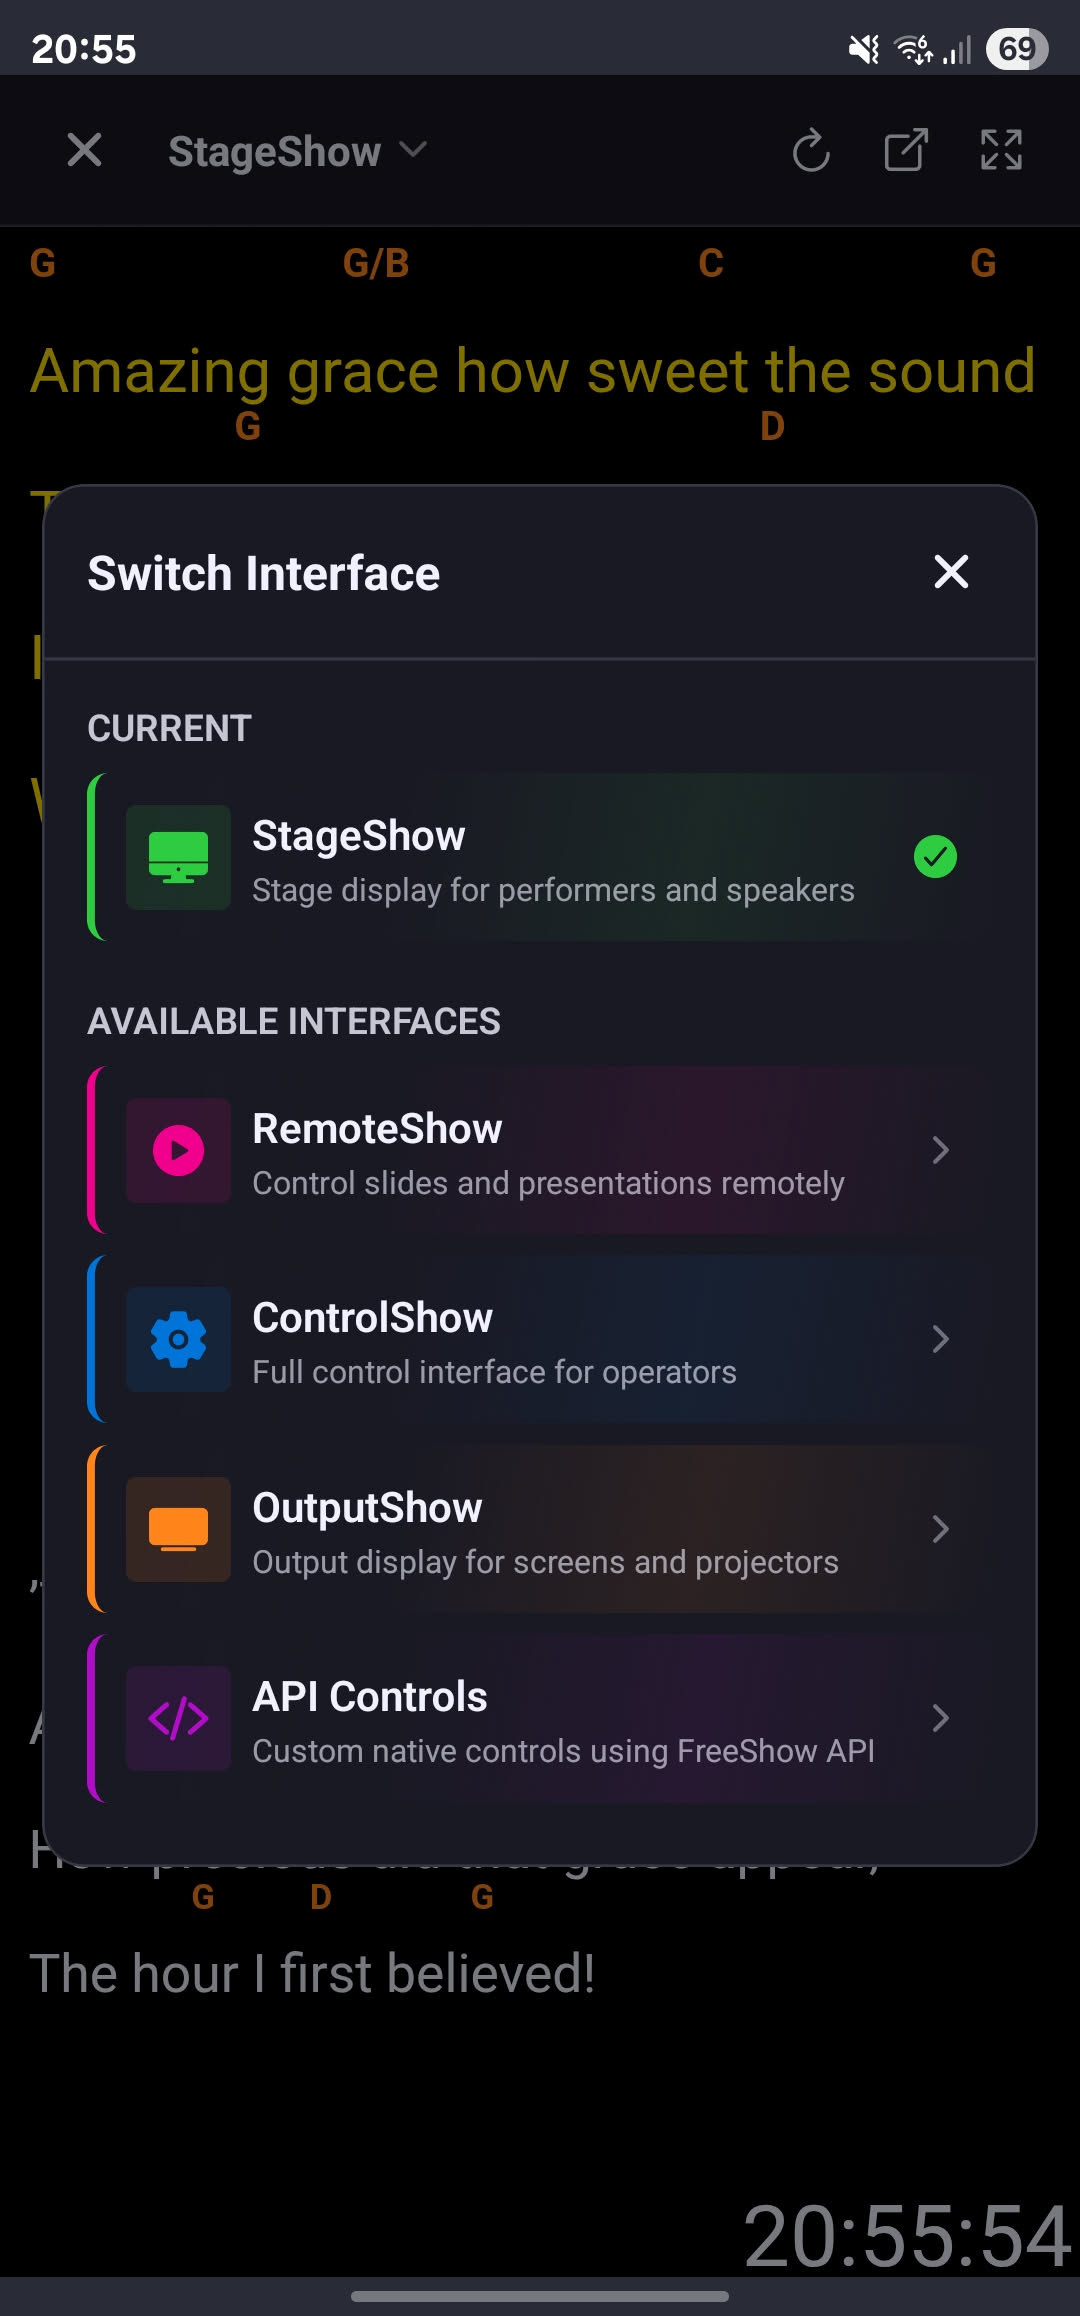 20:55
6
69
StageShow
G G/B C G
Amazing grace how sweet the sound
G D
Switch Interface
CURRENT
StageShow
Stage display for performers and speakers
AVAILABLE INTERFACES
RemoteShow
Control slides and presentations remotely
ControlShow
Full control interface for operators
OutputShow
Output display for screens and projectors
API Controls
Custom native controls using FreeShow API
G D G
The hour I first believed!
20:55:54